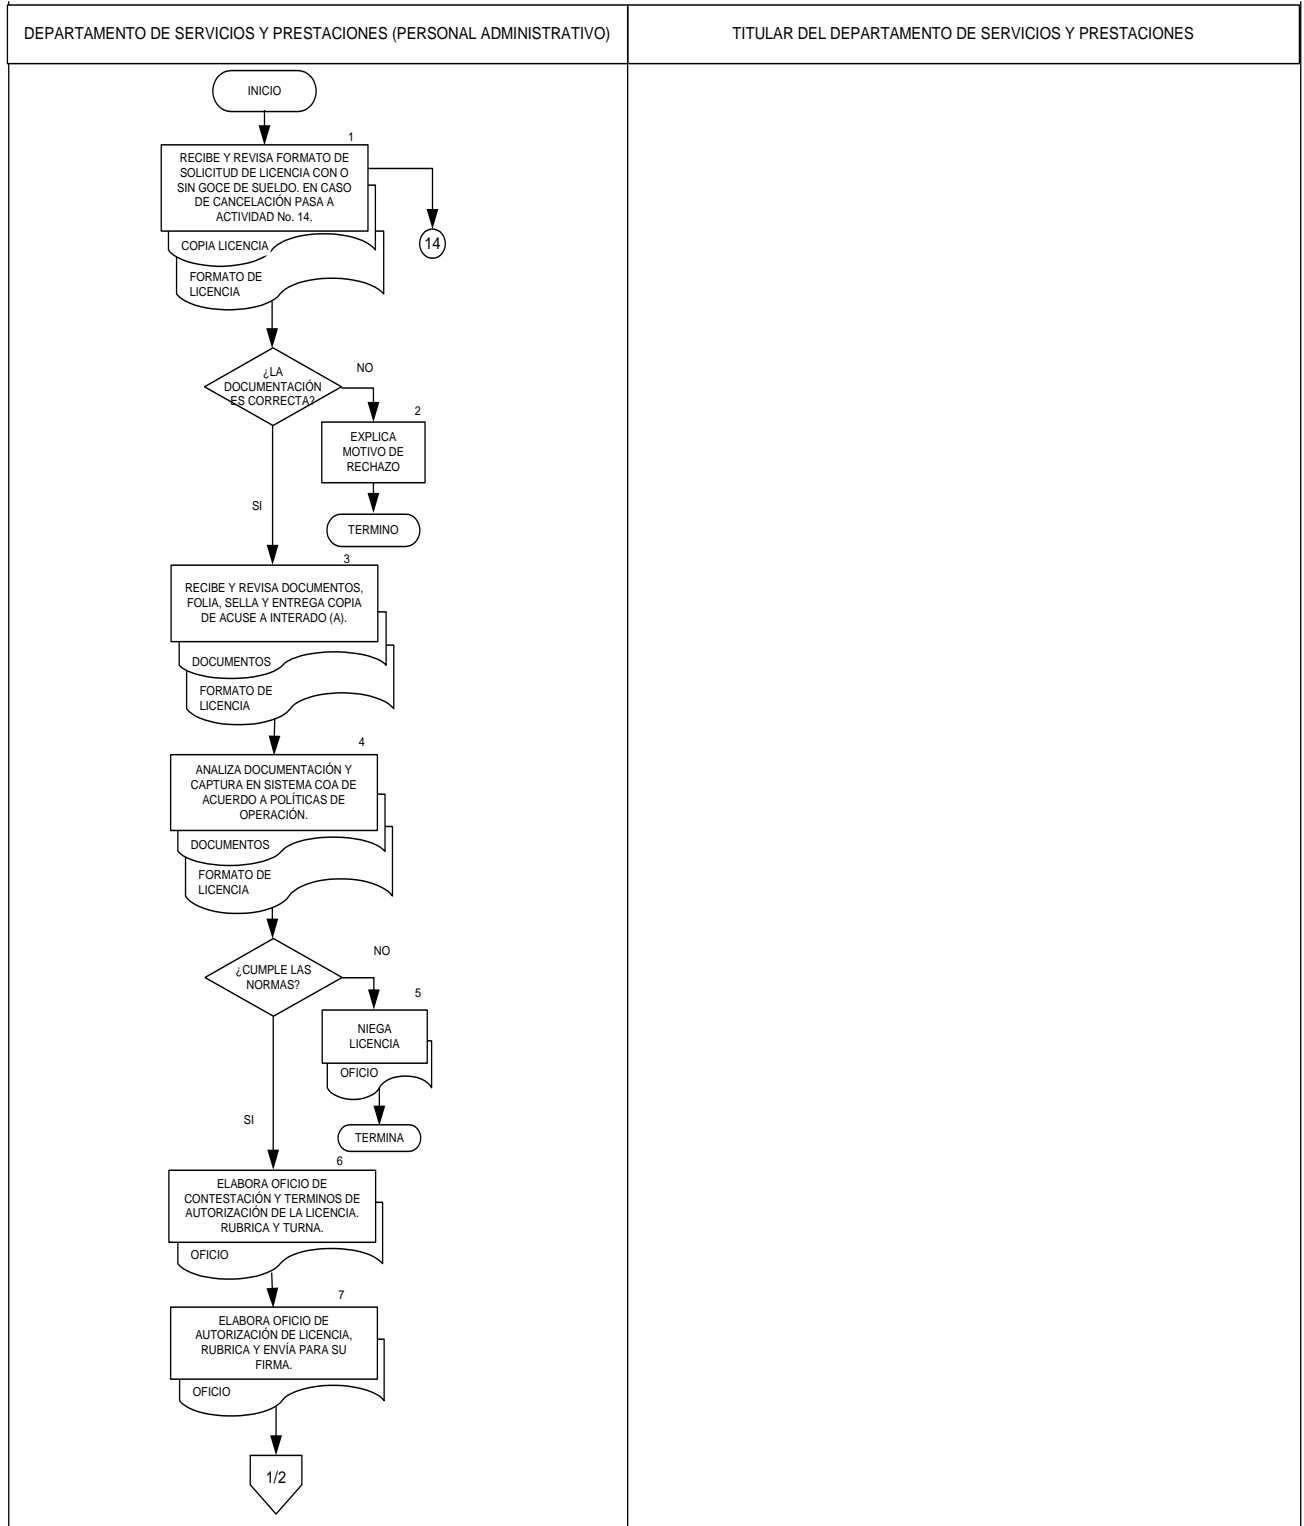 DEPARTAMENTO DE SERVICIOS Y PRESTACIONES (PERSONAL ADMINISTRATIVO)
TITULAR DEL DEPARTAMENTO DE SERVICIOS Y PRESTACIONES
INICIO
1
RECIBE Y REVISA FORMATO DE
SOLICITUD DE LICENCIA CON O
SIN GOCE DE SUELDO. EN CASO
DE CANCELACIÓN PASA A
ACTIVIDAD No. 14.
14
COPIA LICENCIA
FORMATO DE
LICENCIA
¿LA
DOCUMENTACIÓN
ES CORRECTA?
NO
2
EXPLICA
MOTIVO DE
RECHAZO
SI
TERMINO
3
RECIBE Y REVISA DOCUMENTOS,
FOLIA, SELLA Y ENTREGA COPIA
DE ACUSE A INTERADO (A).
DOCUMENTOS
FORMATO DE
LICENCIA
4
ANALIZA DOCUMENTACIÓN Y
CAPTURA EN SISTEMA COA DE
ACUERDO A POLÍTICAS DE
OPERACIÓN.
DOCUMENTOS
FORMATO DE
LICENCIA
¿CUMPLE LAS
NORMAS?
NO
5
NIEGA
LICENCIA
OFICIO
SI
TERMINA
6
ELABORA OFICIO DE
CONTESTACIÓN Y TERMINOS DE
AUTORIZACIÓN DE LA LICENCIA.
RUBRICA Y TURNA.
OFICIO
7
ELABORA OFICIO DE
AUTORIZACIÓN DE LICENCIA,
RUBRICA Y ENVÍA PARA SU
FIRMA.
OFICIO
1/2